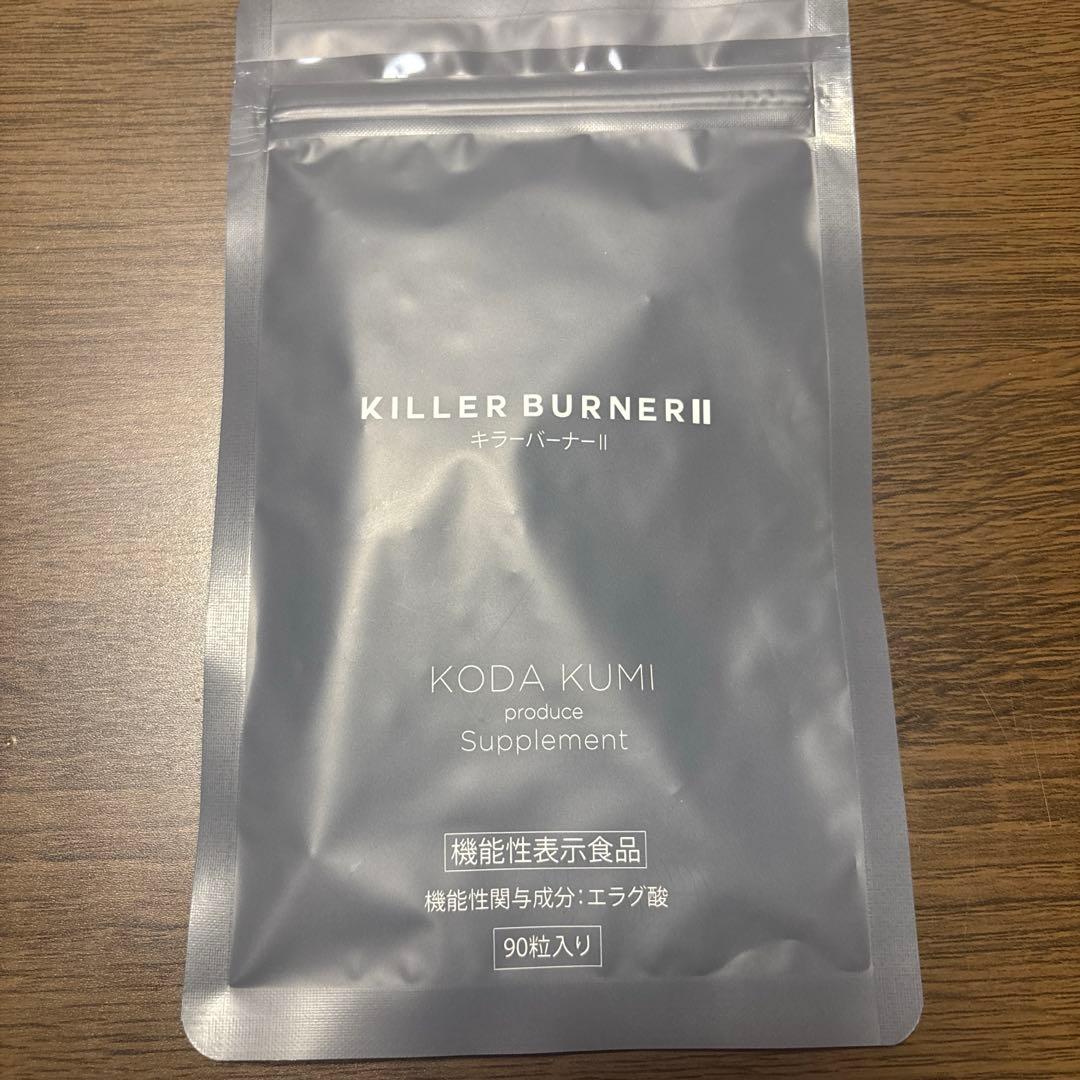 KILLER BURNERⅡ
キラーバーナーⅡ
KODA KUMI
produce
Supplement
機能性表示食品
機能性関与成分：エラグ酸
90粒入り